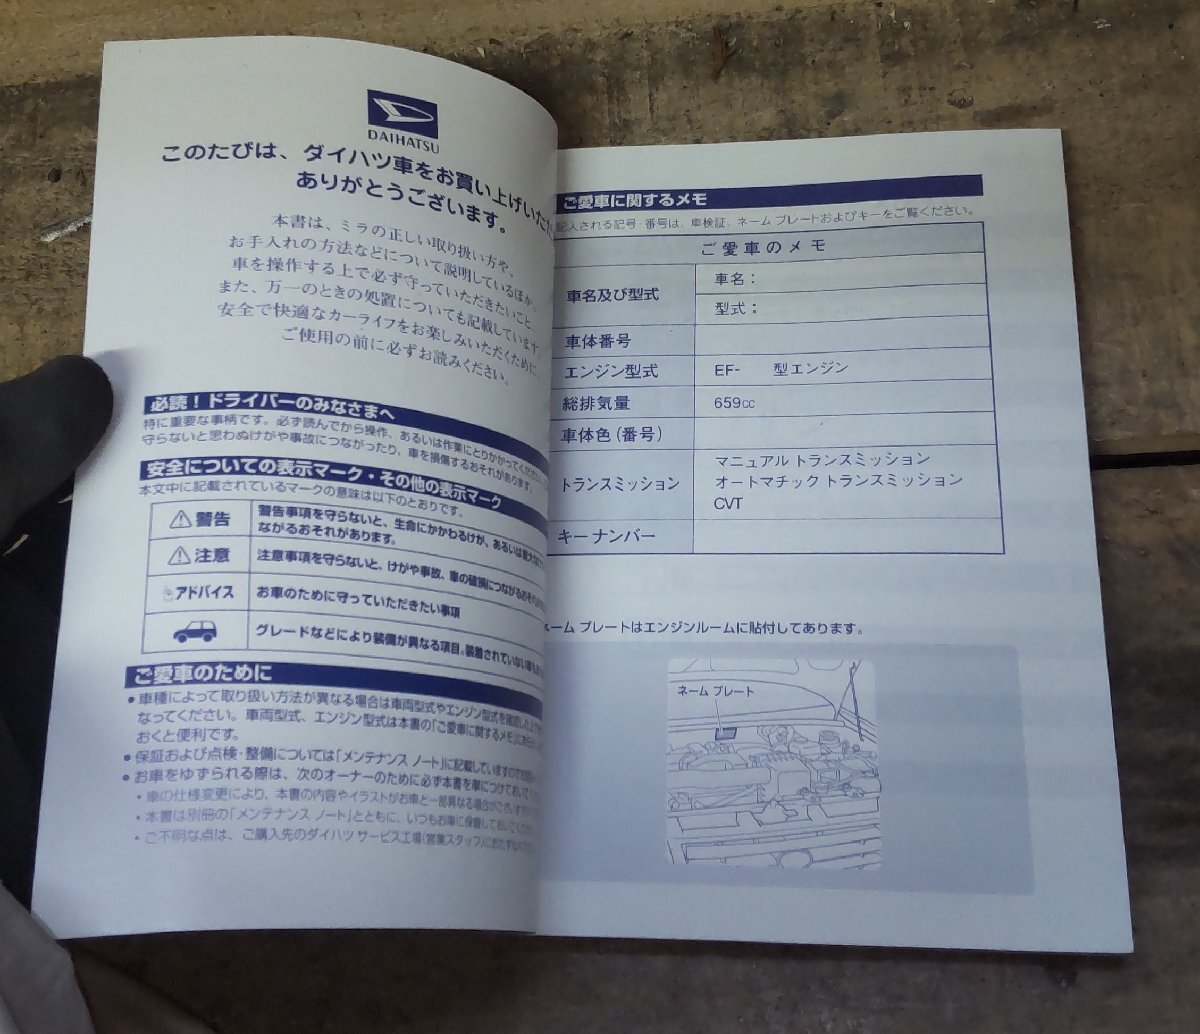 DAIHATSU
このたびは、ダイハツ車をお買い上げいただ
ありがとうございます。
本書は、ミラの正しい取り扱い方や、
お手入れの方法などについて説明しているほか、
車を操作する上で必ず守っていただきたいこと、
また、万一のときの処置についても記載しています。
安全で快適なカーライフをお楽しみいただくために、
ご使用の前に必ずお読みください。
必読！ドライバーのみなさまへ
特に重要な事柄です。必ず読んでから操作、あるいは作業にとりかかってください。
守らないと思わぬけがや事故につながったり、車を損傷するおそれがあります。
安全についての表示マーク・その他の表示マーク
本文中に記載されているマークの意味は以下のとおりです。
警告
警告事項を守らないと、生命にかかわるけが、あるいは
ながるおそれがあります。
注意
注意事項を守らないと、けがや事故、車の破損につながるおそれが
アドバイス
お車のために守っていただきたい事項
グレードなどにより装備が異なる項目。装着されていない車も
ご愛車のために
●車種によって取り扱い方法が異なる場合は車両型式やエンジン型式を確認
なってください。車両型式、エンジン型式は本書の「ご愛車に関するメモ」に
おくと便利です。
●保証および点検・整備については「メンテナンス ノート」に記載していますので
●お車をゆずられる際は、次のオーナーのために必ず本書を車につけておいて
・車の仕様変更により、本書の内容やイラストがお車と一部異なる場合が
・本書は別冊の「メンテナンス ノート」とともに、いつもお車に保管しておいて
・ご不明な点は、ご購入先のダイハツ サービス工場（営業スタッフ）に
ご愛車に関するメモ
記入される記号 番号は、車検証、ネーム プレートおよびキーをご覧ください。
ご愛車のメモ
車名及び型式
車名：
型式：
車体番号
エンジン型式
EF- 型エンジン
総排気量
659cc
車体色（番号）
トランスミッション
マニュアル トランスミッション
オートマチック トランスミッション
CVT
キーナンバー
ーム プレートはエンジンルームに貼付してあります。
ネーム プレート